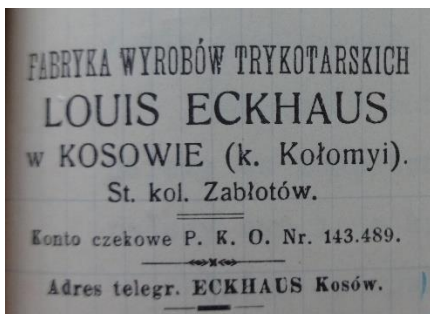 FABRYKA WYROBÓW TRYKOTARSKICH
LOUIS ECKHAUS
w KOSOWIE (k. Kołomyi).
St. kol. Zabłotów.
Konto czekowe P. K. O. Nr. 143.489.
Adres telegr. ECKHAUS Kosów.